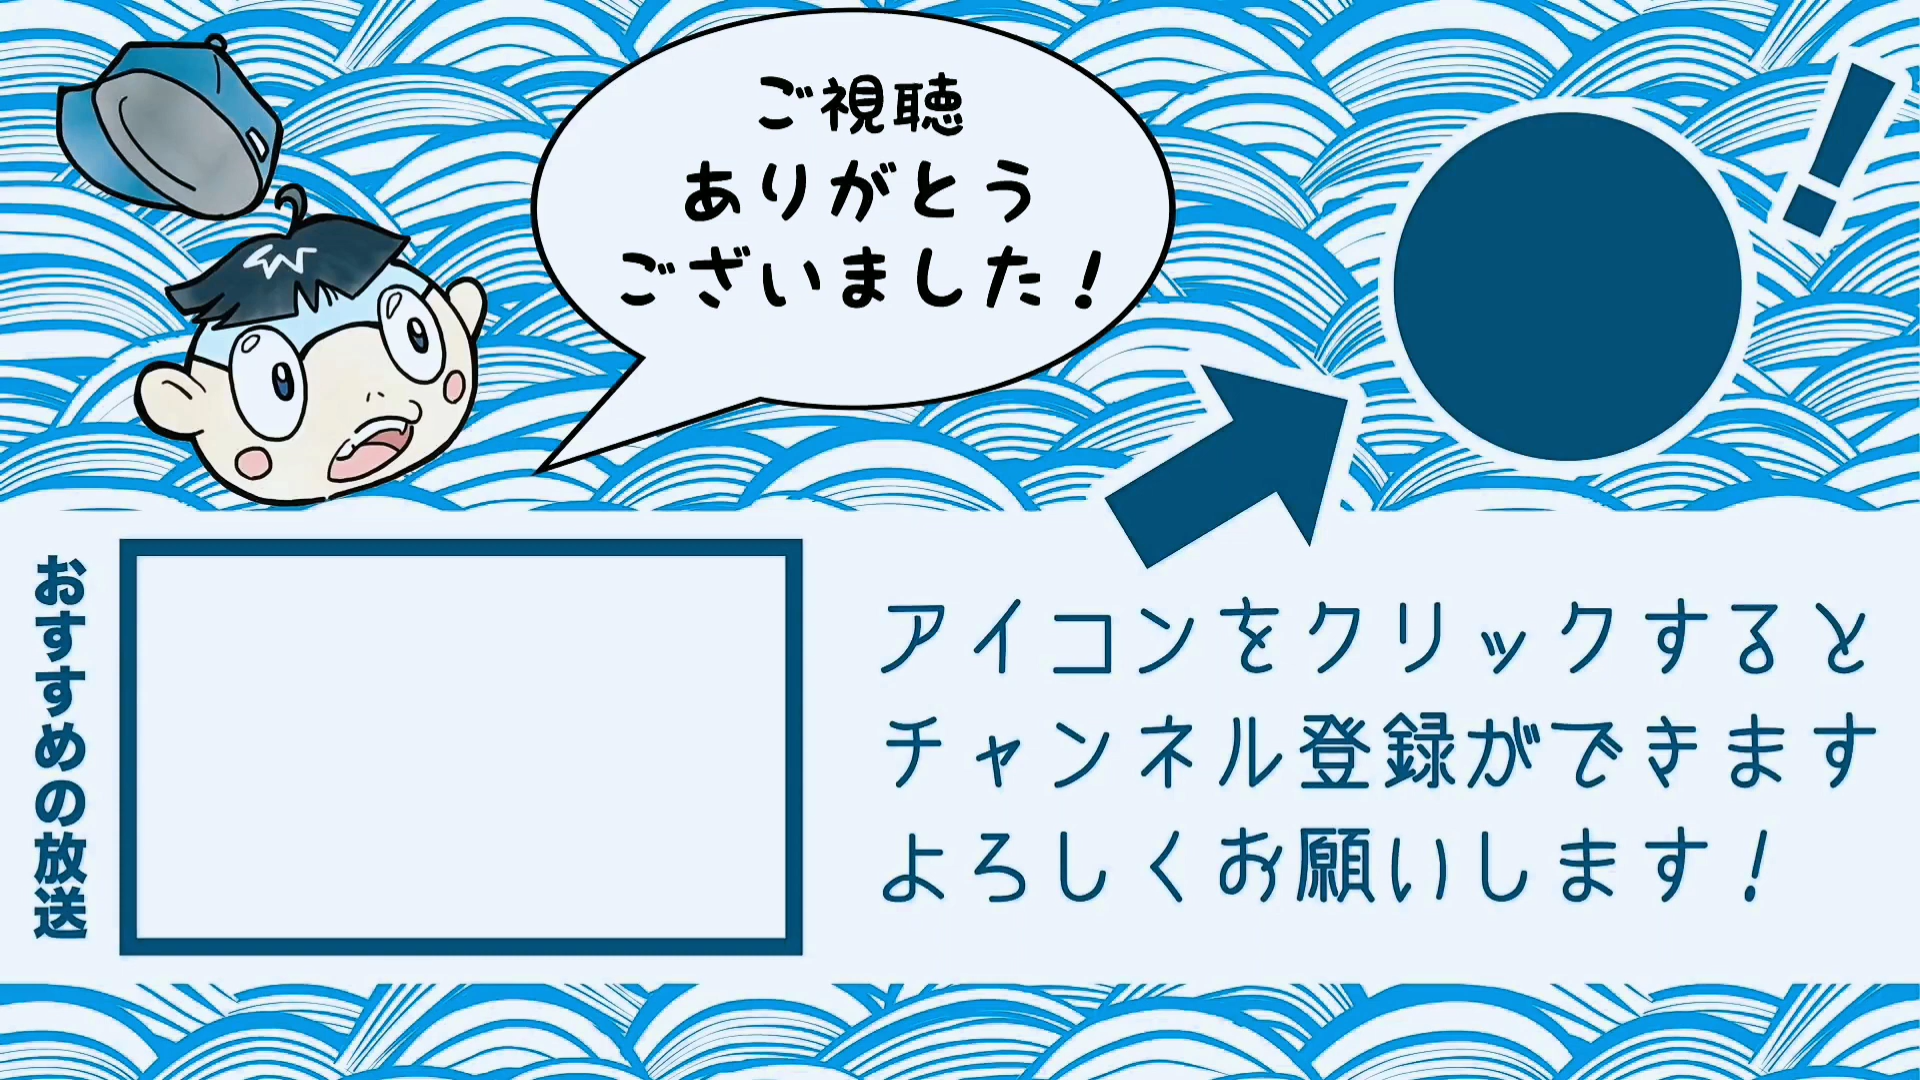 ご視聴
ありがとう
ございました!
おすすめの放送
アイコンをクリックすると
チャンネル登録ができます
よろしくお願いします!
!